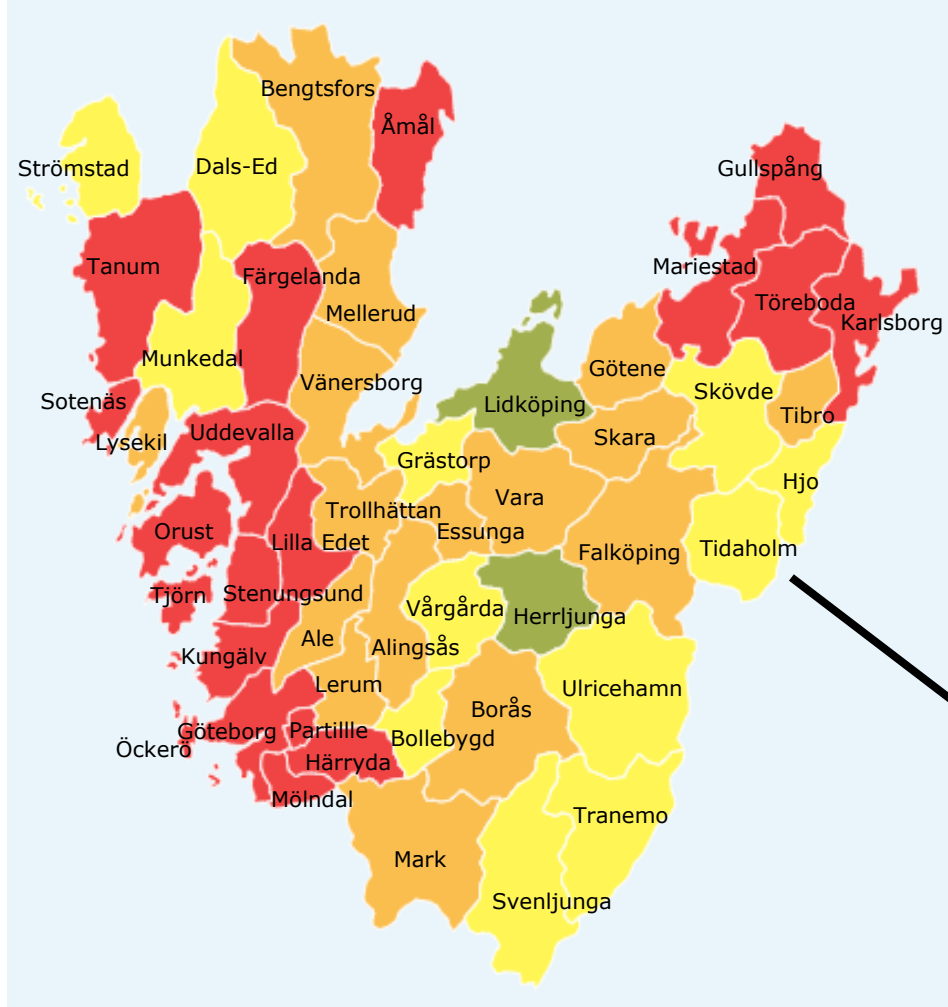 Bengtsfors
Åmål
Strömstad
Dals-Ed
Gullspång
Tanum
Färgelanda
Mariestad
Töreboda
Mellerud
Karlsborg
Munkedal
Götene
Vänersborg
Skövde
Sotenäs
Lidköping
Tibro
Lysekil
Uddevalla
Skara
Grästorp
Hjo
Vara
Trollhättan
Orust
Essunga
Lilla Edet
Falköping
Tidaholm
Tjörn
Stenungsund
Vårgårda
Herrljunga
Ale
Alingsås
Kungälv
Lerum
Ulricehamn
Borås
Göteborg
Partillle
Bollebygd
Öckerö
Härryda
Mölndal
Tranemo
Mark
Svenljunga